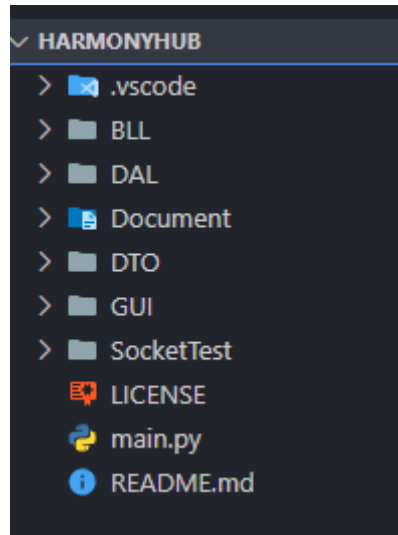 HARMONYHUB
.vscode
BLL
DAL
Document
DTO
GUI
SocketTest
LICENSE
main.py
README.md